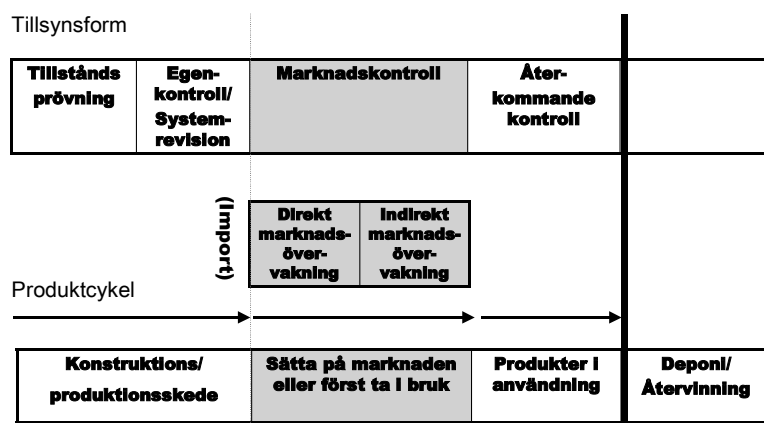 Tillsynsform
Tillstånds
prövning
Egen-
kontroll/
System-
revision
Marknadskontroll
Åter-
kommande
kontroll
(Import)
Direkt
marknads-
över-
vakning
Indirekt
marknads-
över-
vakning
Produktcykel
Konstruktions/
produktionsskede
Sätta på marknaden
eller först ta i bruk
Produkter i
användning
Deponi/
Återvinning